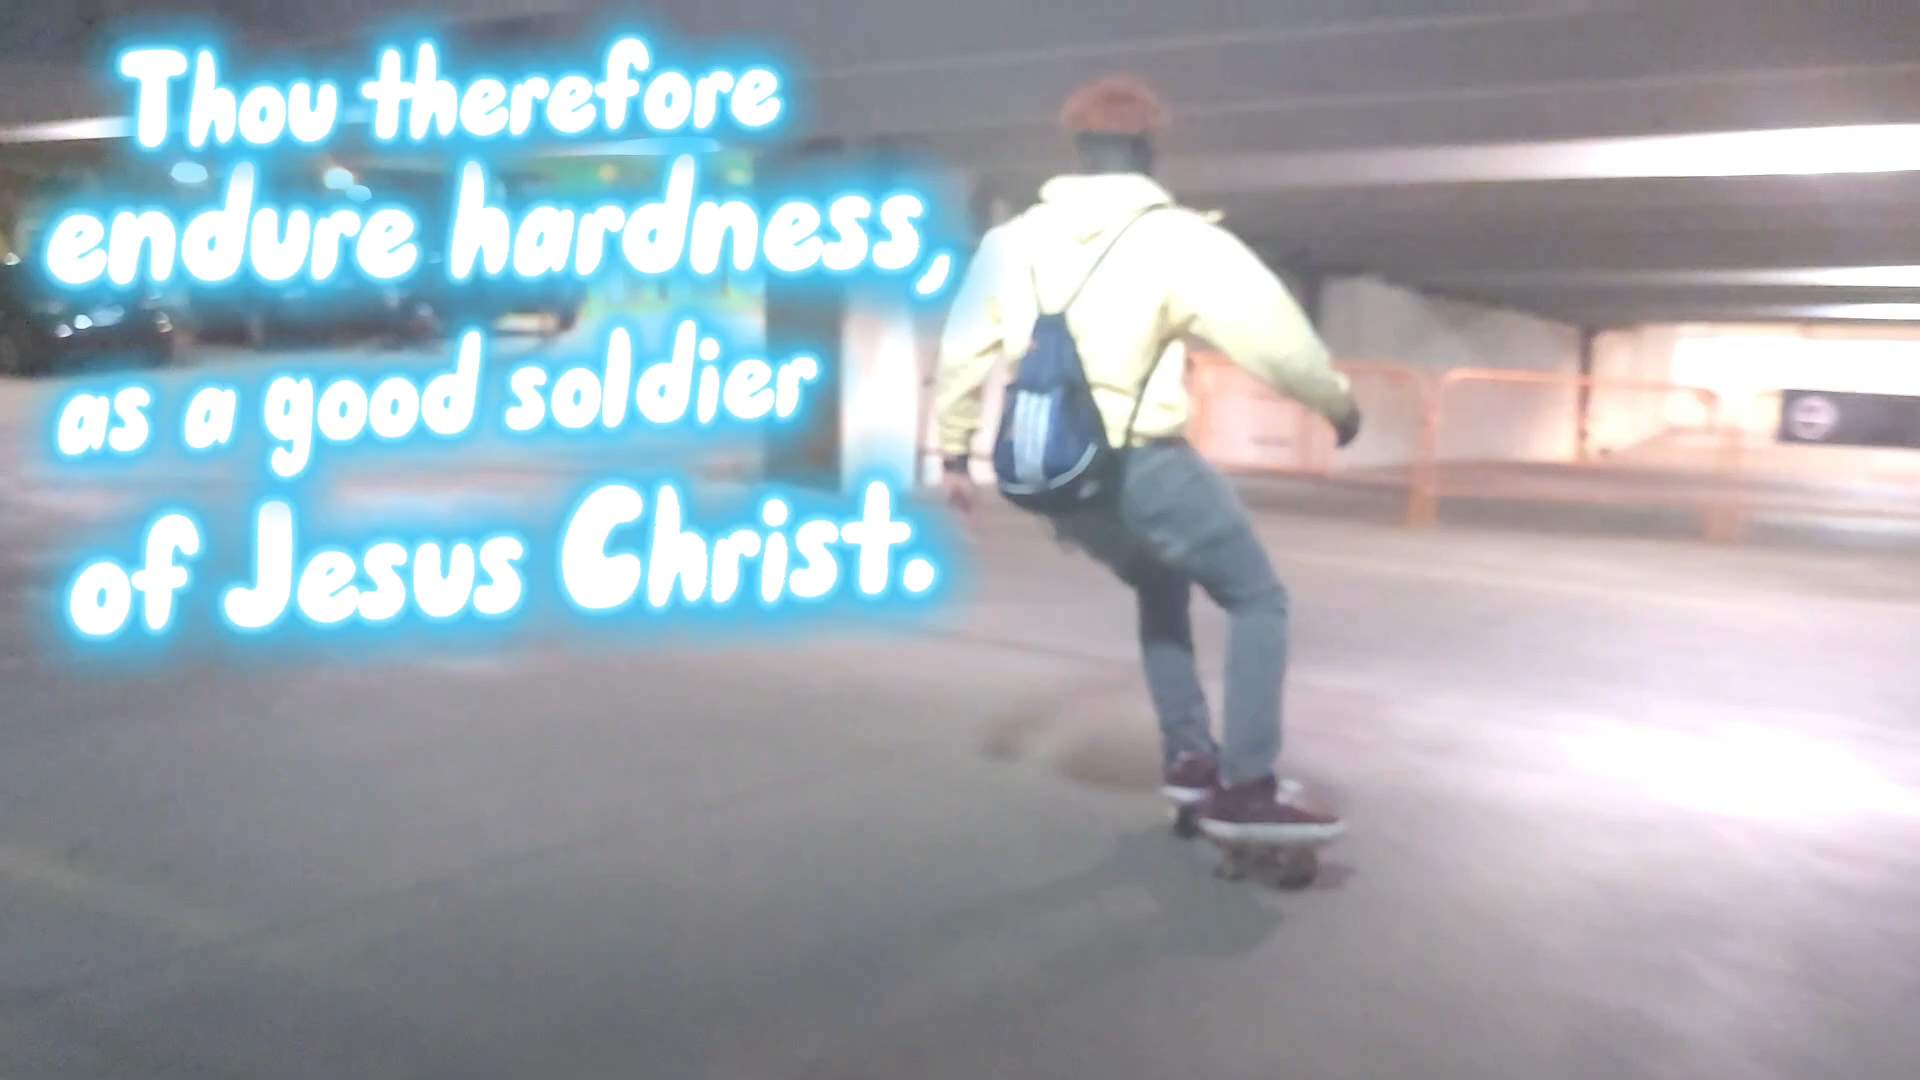 Thou therefore
endure hardness,
as a good soldier
of Jesus Christ.